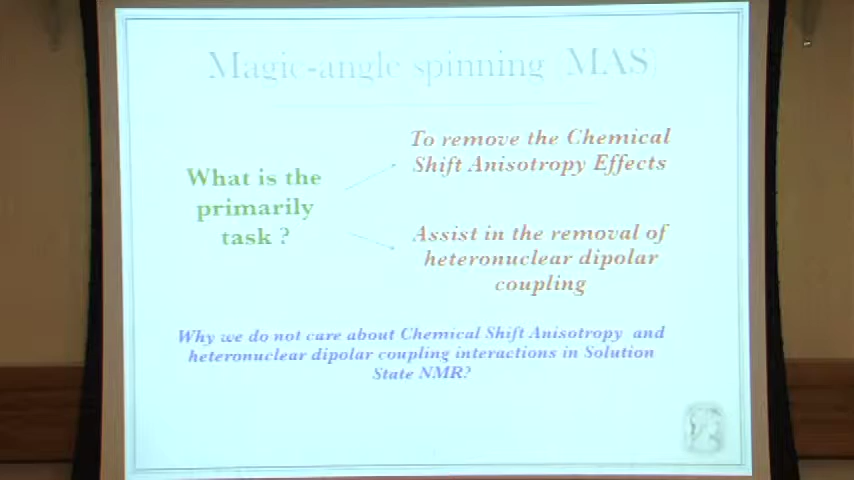 Magic-angle spinning (MAS)
To remove the Chemical
Shift Anisotropy Effects
What is the
primarily
task ?
Assist in the removal of
heteronuclear dipolar
coupling
Why we do not care about Chemical Shift Anisotropy and
heteronuclear dipolar coupling interactions in Solution
State NMR?